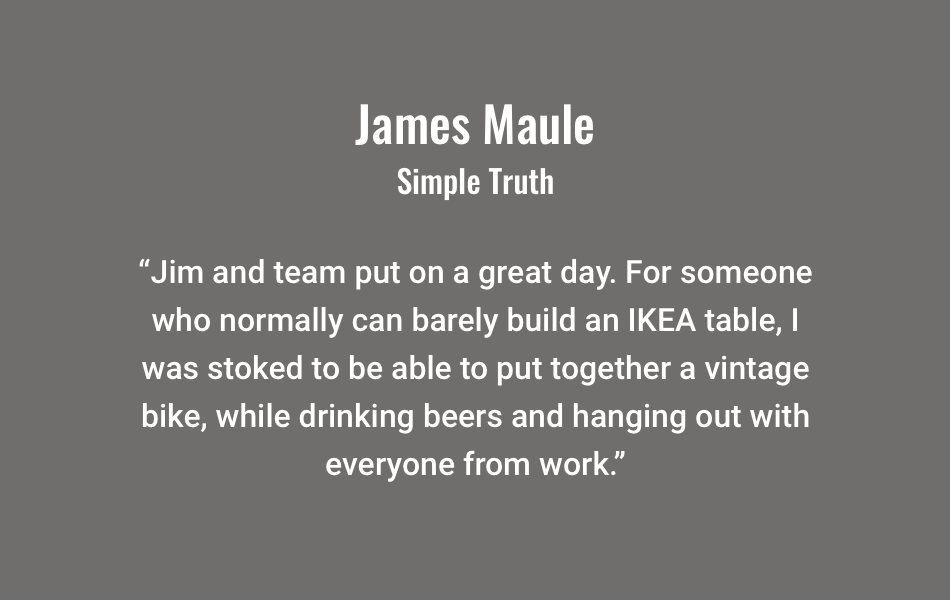 James Maule
Simple Truth
“Jim and team put on a great day. For someone
who normally can barely build an IKEA table, I
was stoked to be able to put together a vintage
bike, while drinking beers and hanging out with
everyone from work.”